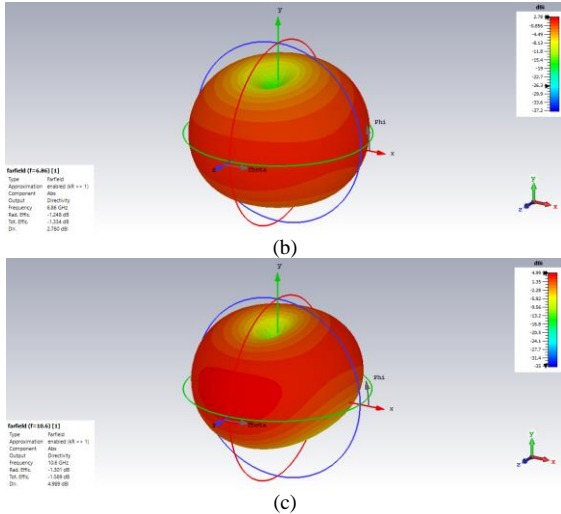 y
dBi
2.78
-0.856
-4.49
-8.13
-11.8
-15.4
-19
-22.7
-26.3
-29.9
-33.6
-37.2
Phi
x
z
Theta
farfield (f=6.86) [1]
Type Farfield
Approximation enabled (kR >> 1)
Component Abs
Output Directivity
Frequency 6.86 GHz
Rad. Effic. -1.248 dB
Tot. Effic. -1.334 dB
Dir. 2.780 dBi
y
z
x
(b)
y
dBi
4.99
1.35
-2.28
-5.92
-9.56
-13.2
-16.8
-20.5
-24.1
-27.7
-31.4
-35
Phi
x
z
Theta
farfield (f=10.6) [1]
Type Farfield
Approximation enabled (kR >> 1)
Component Abs
Output Directivity
Frequency 10.6 GHz
Rad. Effic. -1.301 dB
Tot. Effic. -1.589 dB
Dir. 4.989 dBi
y
z
x
(c)